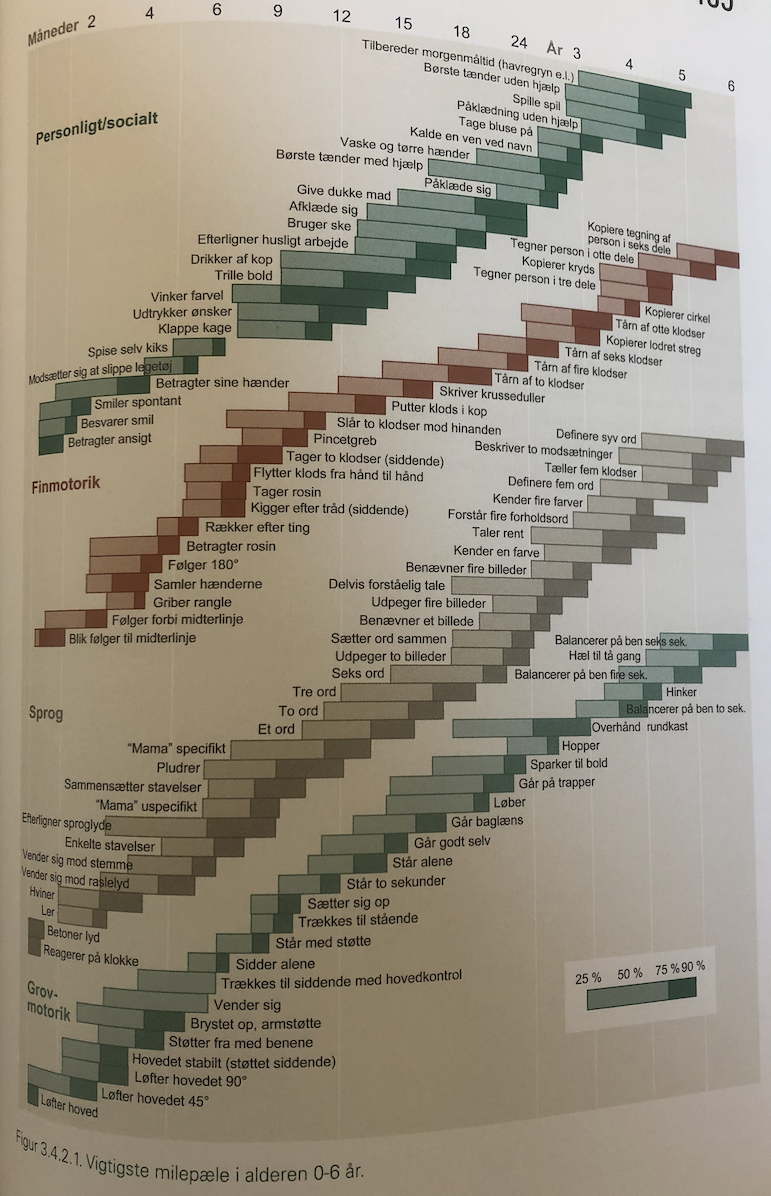 Måneder 2 4 6 9 12 15 18 24 År 3 4 5 6
Personligt/socialt
Tilbereder morgenmåltid (havregryn e.l.)
Børste tænder uden hjælp
Spille spil
Påklædning uden hjælp
Tage bluse på
Kalde en ven ved navn
Vaske og tørre hænder
Børste tænder med hjælp
Påklæde sig
Give dukke mad
Afklæde sig
Bruger ske
Efterligner husligt arbejde
Drikker af kop
Trille bold
Vinker farvel
Udtrykker ønsker
Klappe kage
Spise selv kiks
Modsætter sig at slippe legetøj
Betragter sine hænder
Smiler spontant
Besvarer smil
Betragter ansigt
Finmotorik
Kopiere tegning af
person i seks dele
Tegner person i otte dele
Kopierer kryds
Tegner person i tre dele
Kopierer cirkel
Tårn af otte klodser
Kopierer lodret streg
Tårn af seks klodser
Tårn af fire klodser
Tårn af to klodser
Skriver krusseduller
Putter klods i kop
Slår to klodser mod hinanden
Pincetgreb
Tager to klodser (siddende)
Flytter klods fra hånd til hånd
Tager rosin
Kigger efter tråd (siddende)
Rækker efter ting
Betragter rosin
Følger 180°
Samler hænderne
Griber rangle
Følger forbi midterlinje
Blik følger til midterlinje
Sprog
Definere syv ord
Beskriver to modsætninger
Tæller fem klodser
Definere fem ord
Kender fire farver
Forstår fire forholdsord
Taler rent
Kender en farve
Benævner fire billeder
Delvis forståelig tale
Udpeger fire billeder
Benævner et billede
Sætter ord sammen
Udpeger to billeder
Seks ord
Tre ord
To ord
Et ord
"Mama" specifikt
Pludrer
Sammensætter stavelser
"Mama" uspecifikt
Efterligner sproglyde
Enkelte stavelser
Vender sig mod stemme
Vender sig mod raslelyd
Hviner
Ler
Betoner lyd
Reagerer på klokke
Grov-
motorik
Balancerer på ben seks sek.
Hæl til tå gang
Balancerer på ben fire sek.
Hinker
Balancerer på ben to sek.
Overhånd rundkast
Hopper
Sparker til bold
Går på trapper
Løber
Går baglæns
Går godt selv
Står alene
Står to sekunder
Sætter sig op
Trækkes til stående
Står med støtte
Sidder alene
Trækkes til siddende med hovedkontrol
Vender sig
Brystet op, armstøtte
Støtter fra med benene
Hovedet stabilt (støttet siddende)
Løfter hovedet 90°
Løfter hovedet 45°
Løfter hoved
25 % 50 % 75 % 90 %
Figur 3.4.2.1. Vigtigste milepæle i alderen 0-6 år.